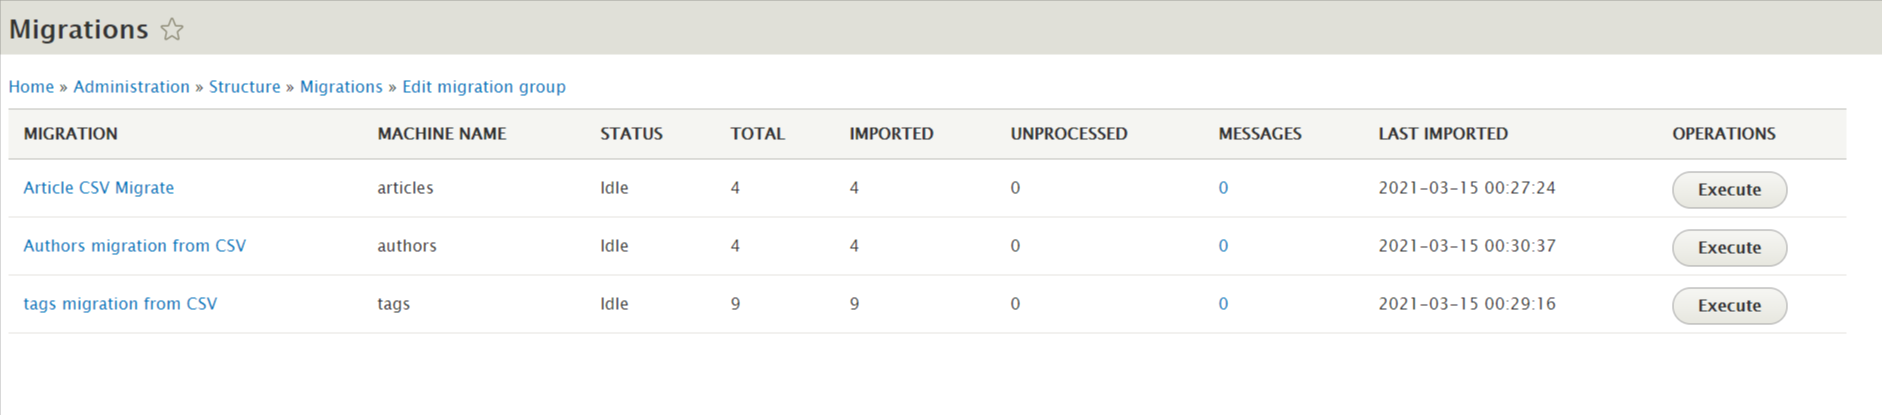 Migrations
Home » Administration » Structure » Migrations » Edit migration group
MIGRATION MACHINE NAME STATUS TOTAL IMPORTED UNPROCESSED MESSAGES LAST IMPORTED OPERATIONS
Article CSV Migrate articles Idle 4 4 0 0 2021-03-15 00:27:24 Execute
Authors migration from CSV authors Idle 4 4 0 0 2021-03-15 00:30:37 Execute
tags migration from CSV tags Idle 9 9 0 0 2021-03-15 00:29:16 Execute